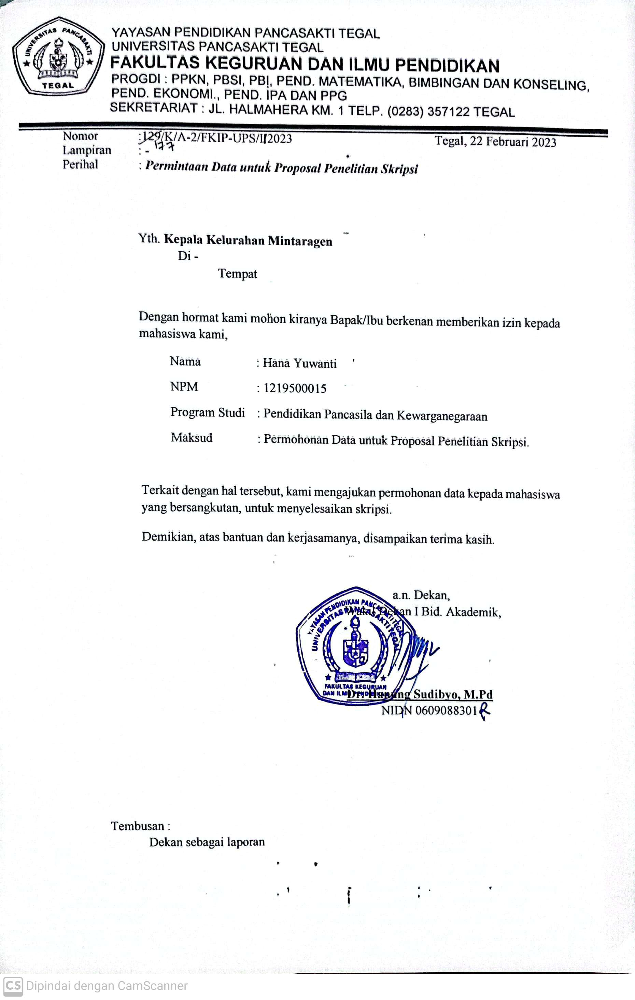 UNIVERSITAS PANCASAKTI
TEGAL
YAYASAN PENDIDIKAN PANCASAKTI TEGAL
UNIVERSITAS PANCASAKTI TEGAL
FAKULTAS KEGURUAN DAN ILMU PENDIDIKAN
PROGDI : PPKN, PBSI, PBI, PEND. MATEMATIKA, BIMBINGAN DAN KONSELING,
PEND. EKONOMI., PEND. IPA DAN PPG
SEKRETARIAT : JL. HALMAHERA KM. 1 TELP. (0283) 357122 TEGAL
Nomor : 129/K/A-2/FKIP-UPS/II/2023 Tegal, 22 Februari 2023
177
Lampiran : -
Perihal : Permintaan Data untuk Proposal Penelitian Skripsi
Yth. Kepala Kelurahan Mintaragen
Di -
Tempat
Dengan hormat kami mohon kiranya Bapak/Ibu berkenan memberikan izin kepada
mahasiswa kami,
Nama : Hana Yuwanti
NPM : 1219500015
Program Studi : Pendidikan Pancasila dan Kewarganegaraan
Maksud : Permohonan Data untuk Proposal Penelitian Skripsi.
Terkait dengan hal tersebut, kami mengajukan permohonan data kepada mahasiswa
yang bersangkutan, untuk menyelesaikan skripsi.
Demikian, atas bantuan dan kerjasamanya, disampaikan terima kasih.
a.n. Dekan,
Wakil Dekan I Bid. Akademik,
YAYASAN PENDIDIKAN PANCASAKTI TEGAL
UNIVERSITAS PANCASAKTI TEGAL
FAKULTAS KEGURUAN
DAN ILMU PENDIDIKAN
Dr. Hanung Sudibyo, M.Pd
NIDN 0609088301
Tembusan :
Dekan sebagai laporan
CS Dipindai dengan CamScanner